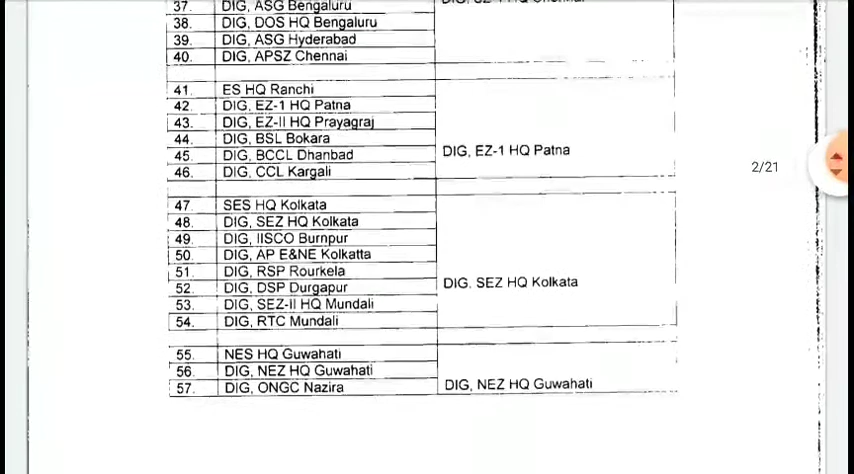 37. DIG, ASG Bengaluru
38. DIG, DOS HQ Bengaluru
39. DIG, ASG Hyderabad
40. DIG, APSZ Chennai
41. ES HQ Ranchi
42. DIG, EZ-1 HQ Patna
43. DIG, EZ-II HQ Prayagraj
44. DIG, BSL Bokara
45. DIG, BCCL Dhanbad
DIG, EZ-1 HQ Patna
46. DIG, CCL Kargali
2/21
47. SES HQ Kolkata
48. DIG, SEZ HQ Kolkata
49. DIG, IISCO Burnpur
50. DIG, AP E&NE Kolkatta
51. DIG, RSP Rourkela
52. DIG, DSP Durgapur
DIG. SEZ HQ Kolkata
53. DIG, SEZ-II HQ Mundali
54. DIG, RTC Mundali
55. NES HQ Guwahati
56. DIG, NEZ HQ Guwahati
57. DIG, ONGC Nazira
DIG, NEZ HQ Guwahati